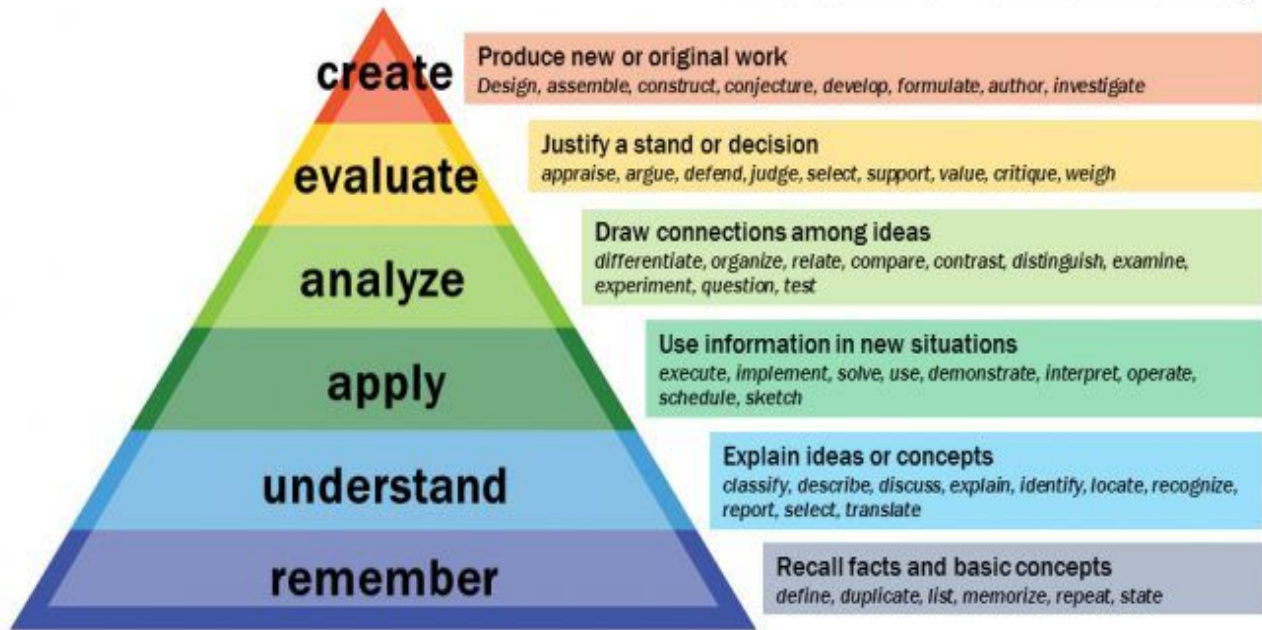 create
Produce new or original work
Design, assemble, construct, conjecture, develop, formulate, author, investigate
evaluate
Justify a stand or decision
appraise, argue, defend, judge, select, support, value, critique, weigh
analyze
Draw connections among ideas
differentiate, organize, relate, compare, contrast, distinguish, examine,
experiment, question, test
apply
Use information in new situations
execute, implement, solve, use, demonstrate, interpret, operate,
schedule, sketch
understand
Explain ideas or concepts
classify, describe, discuss, explain, identify, locate, recognize,
report, select, translate
remember
Recall facts and basic concepts
define, duplicate, list, memorize, repeat, state